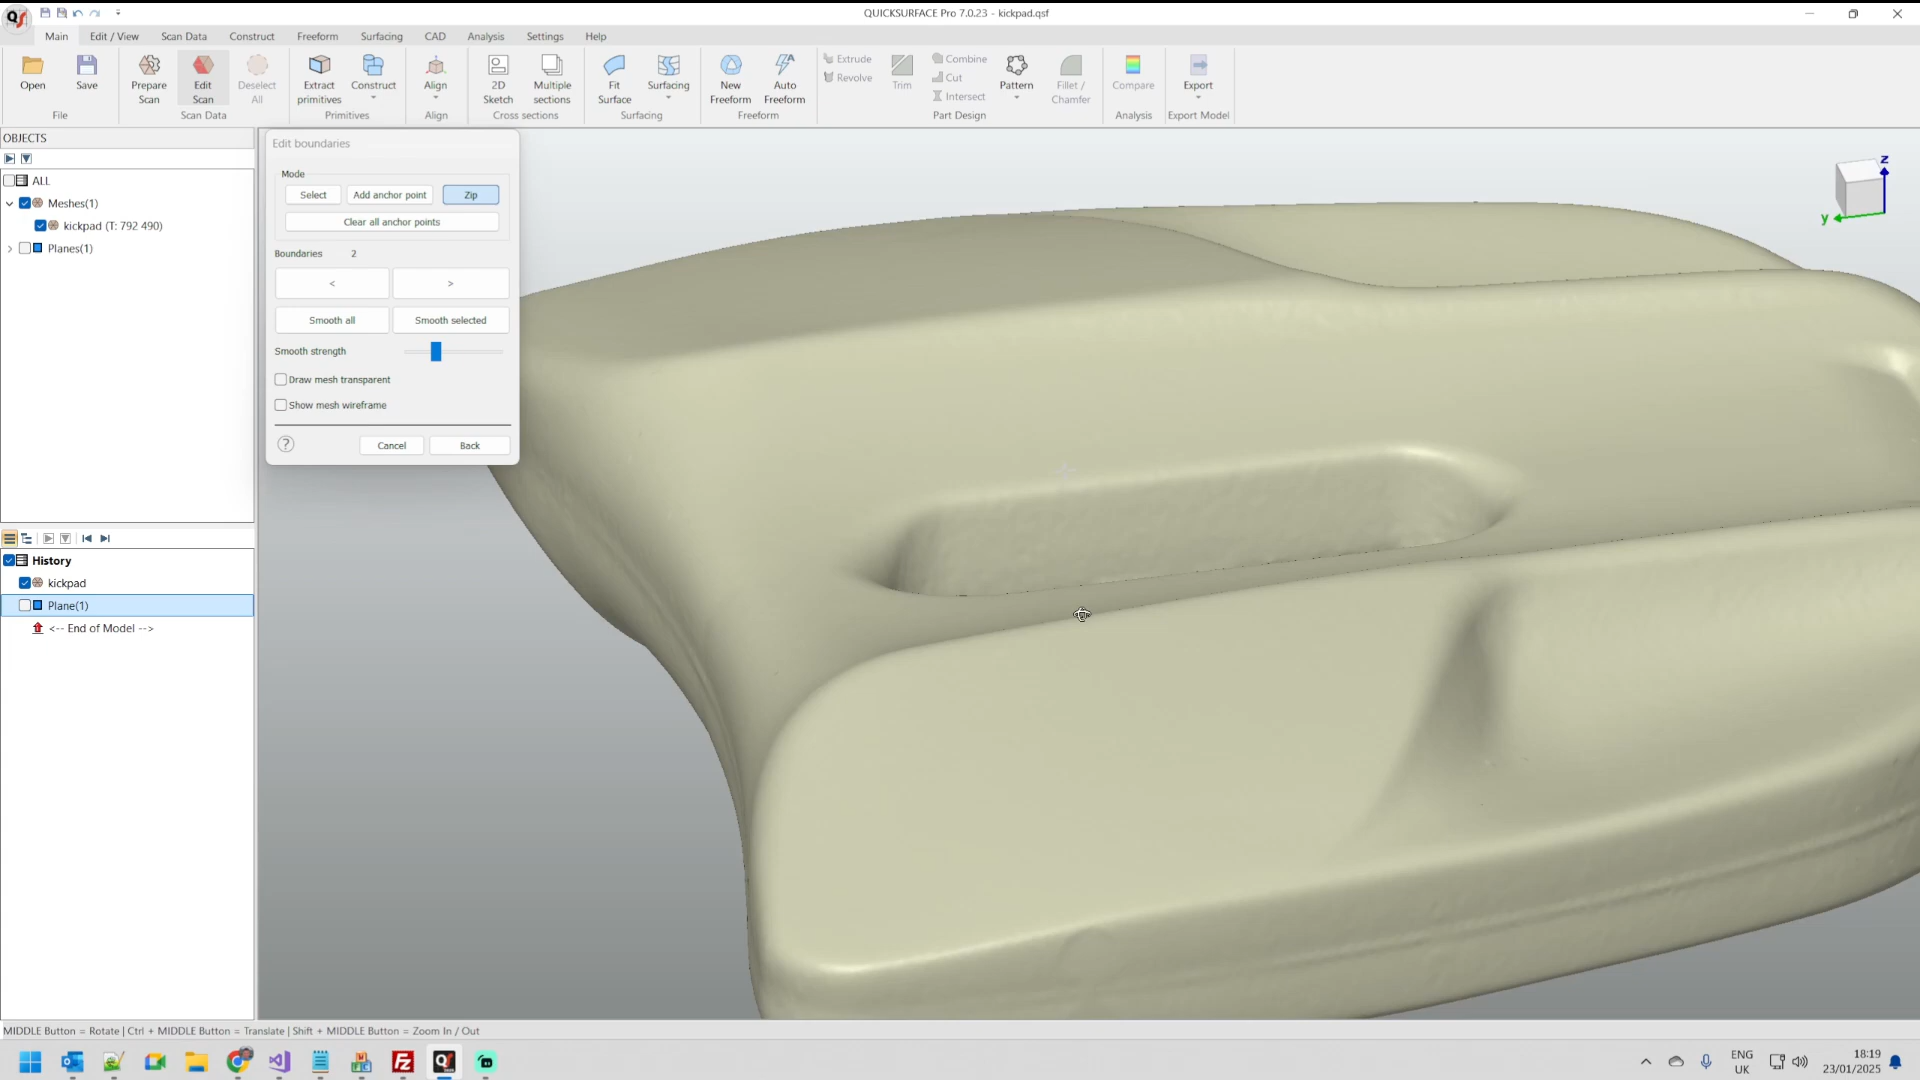 QUICKSURFACE Pro 7.0.23 - kickpad.qsf
Main Edit / View Scan Data Construct Freeform Surfacing CAD Analysis Settings Help
Open Save Prepare Scan Edit Scan Deselect All Extract primitives Construct Align 2D Sketch Multiple sections Fit Surface Surfacing New Freeform Auto Freeform Extrude Revolve Trim Combine Cut Intersect Pattern Fillet / Chamfer Compare Export
File Scan Data Primitives Align Cross sections Surfacing Freeform Part Design Analysis Export Model
OBJECTS
ALL
Meshes(1)
kickpad (T: 792 490)
Planes(1)
History
kickpad
Plane(1)
<-- End of Model -->
Edit boundaries
Mode
Select Add anchor point Zip
Clear all anchor points
Boundaries 2
< >
Smooth all Smooth selected
Smooth strength
Draw mesh transparent
Show mesh wireframe
? Cancel Back
z
y
MIDDLE Button = Rotate | Ctrl + MIDDLE Button = Translate | Shift + MIDDLE Button = Zoom In / Out
ENG
UK
18:19
23/01/2025